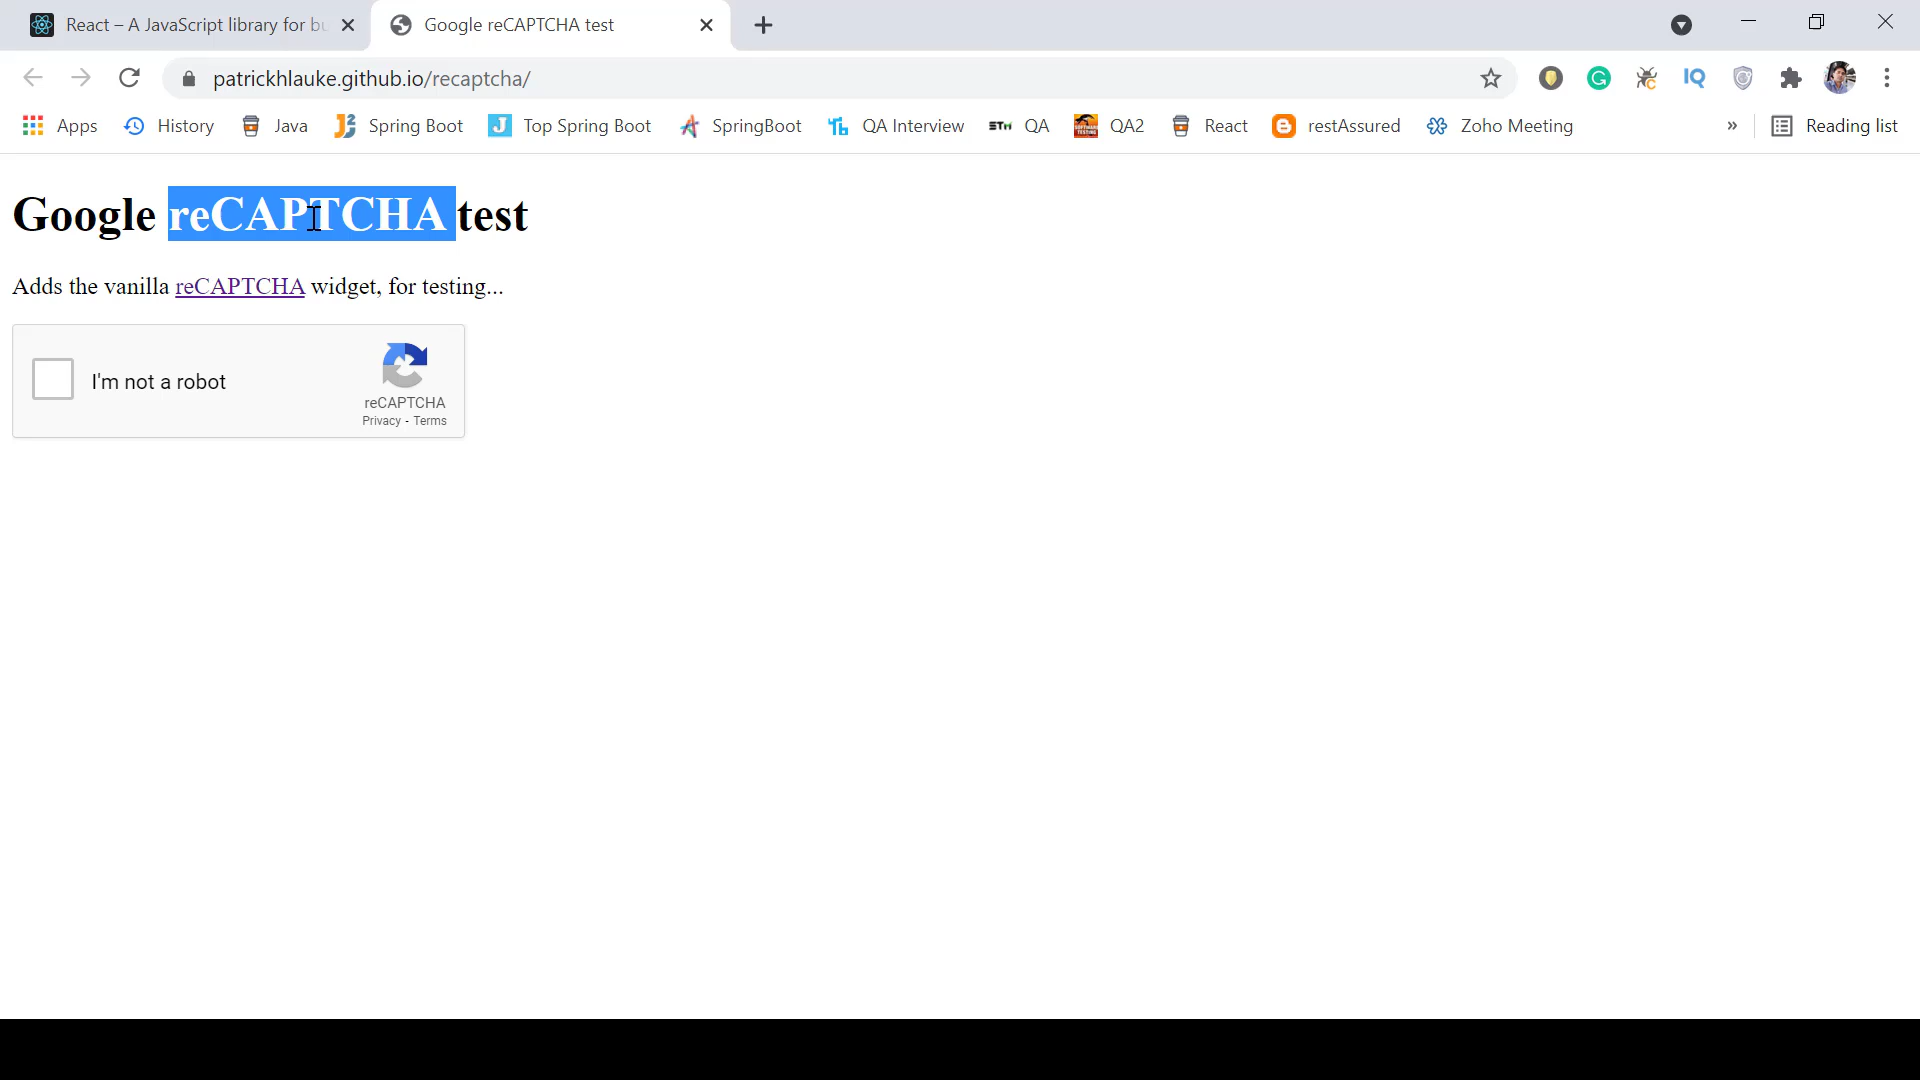 React – A JavaScript library for bu
Google reCAPTCHA test
patrickhlauke.github.io/recaptcha/
IQ
Apps History Java Spring Boot Top Spring Boot SpringBoot QA Interview STH QA QA2 React restAssured Zoho Meeting » Reading list
Google reCAPTCHA test
Adds the vanilla reCAPTCHA widget, for testing...
I'm not a robot
reCAPTCHA
Privacy - Terms